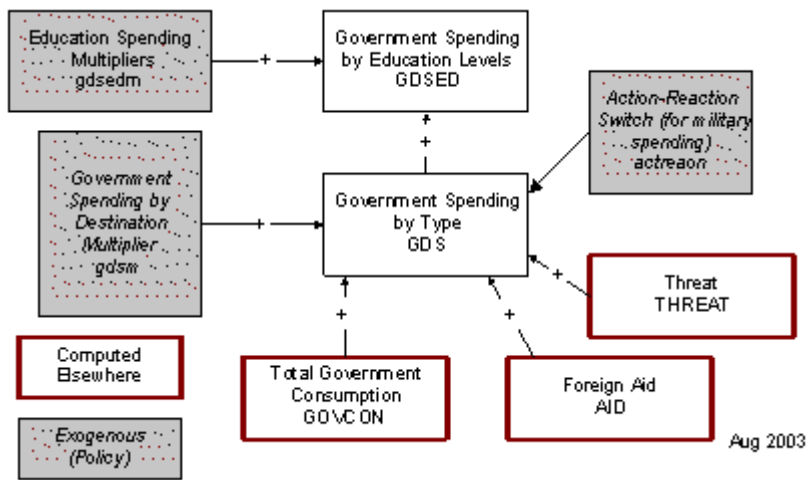 Education Spending
Multipliers
gdsedm
+
Government Spending
by Education Levels
GDSED
+
Action-Reaction
Switch (for military
spending)
actreaon
Government
Spending by
Destination
(Multiplier
gdsm
+
Government Spending
by Type
GDS
+
Threat
THREAT
+
+
Computed
Elsewhere
Total Government
Consumption
GOVCON
Foreign Aid
AID
Exogenous
(Policy)
Aug 2003